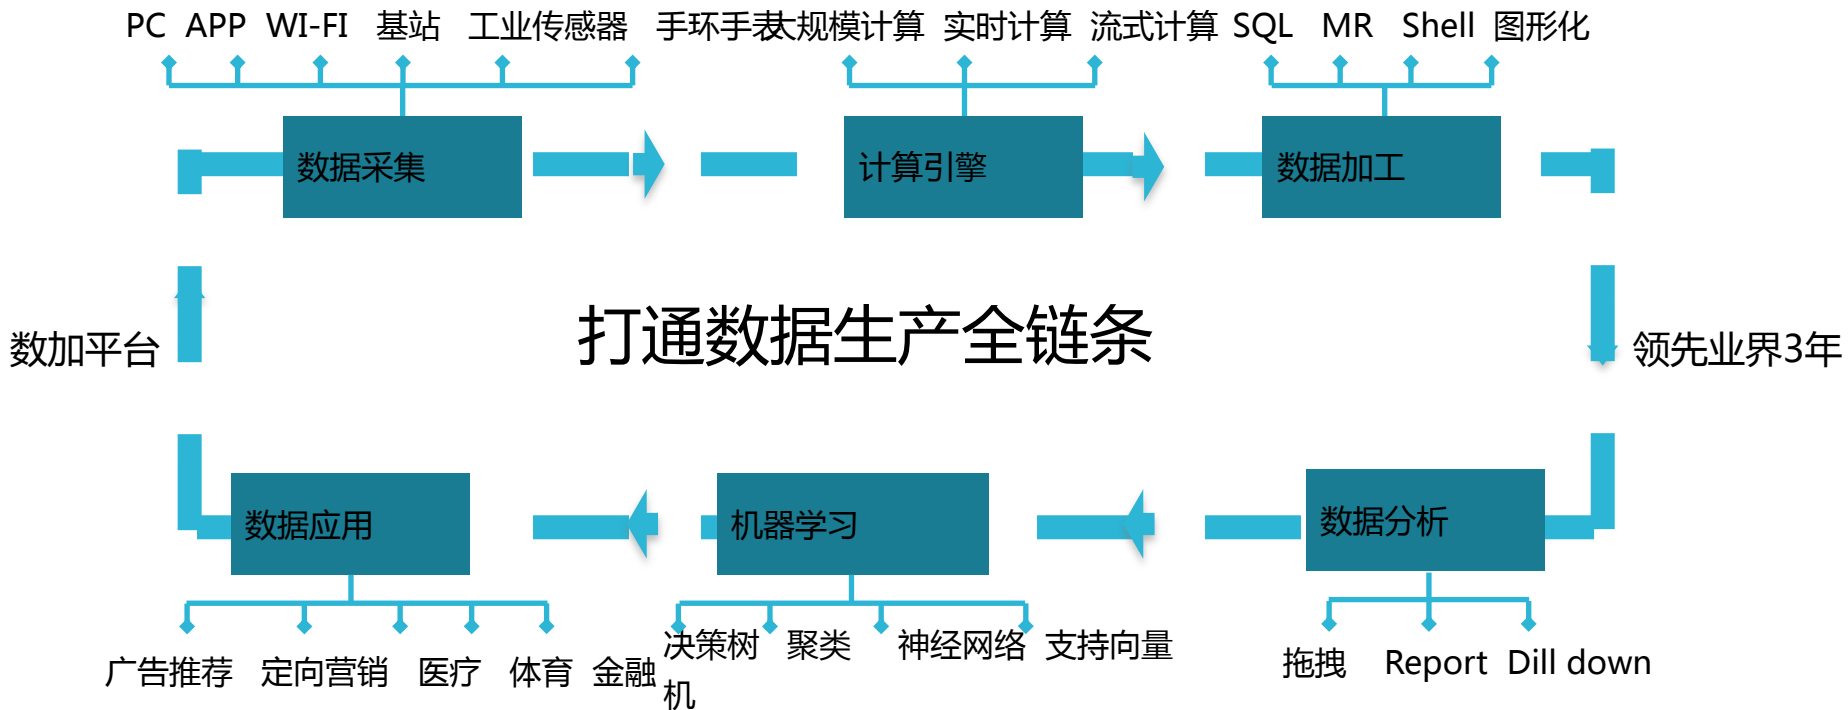 PC APP WI-FI 基站 工业传感器 手环手表
大规模计算 实时计算 流式计算
SQL MR Shell 图形化
数据采集
计算引擎
数据加工
数加平台
打通数据生产全链条
领先业界3年
数据应用
机器学习
数据分析
广告推荐 定向营销 医疗 体育 金融
决策树 聚类 神经网络 支持向量
机
拖拽 Report Dill down